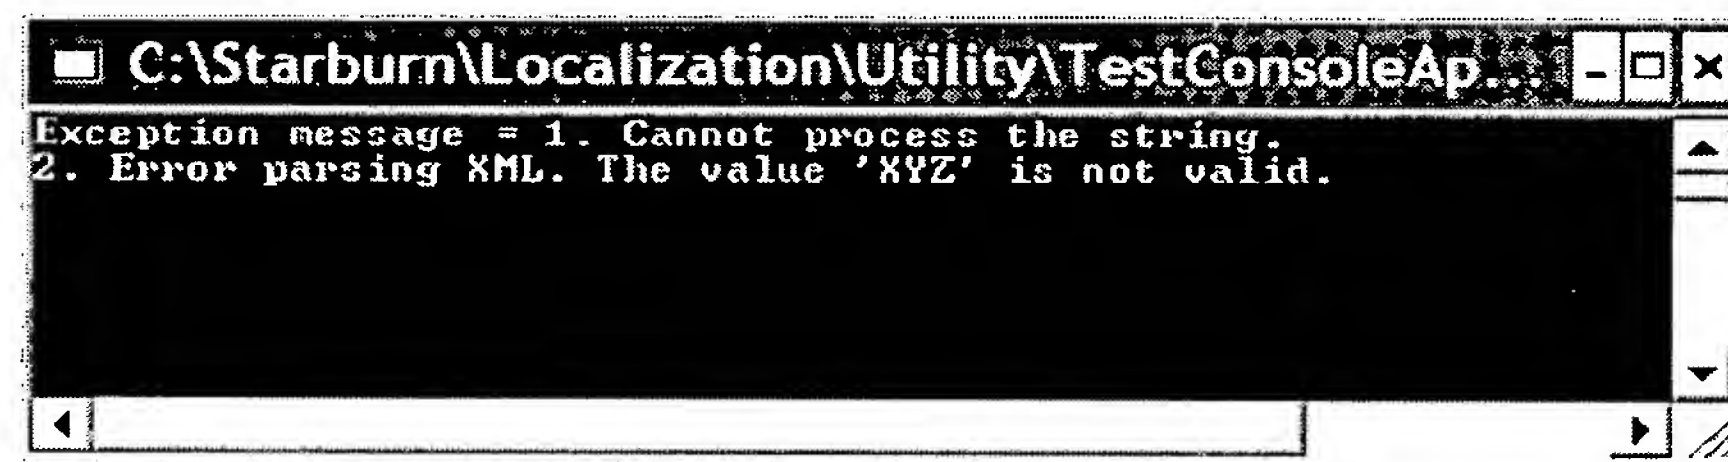 C:\Starburn\Localization\Utility\TestConsoleAp...
Exception message = 1. Cannot process the string.
2. Error parsing XML. The value 'XYZ' is not valid.